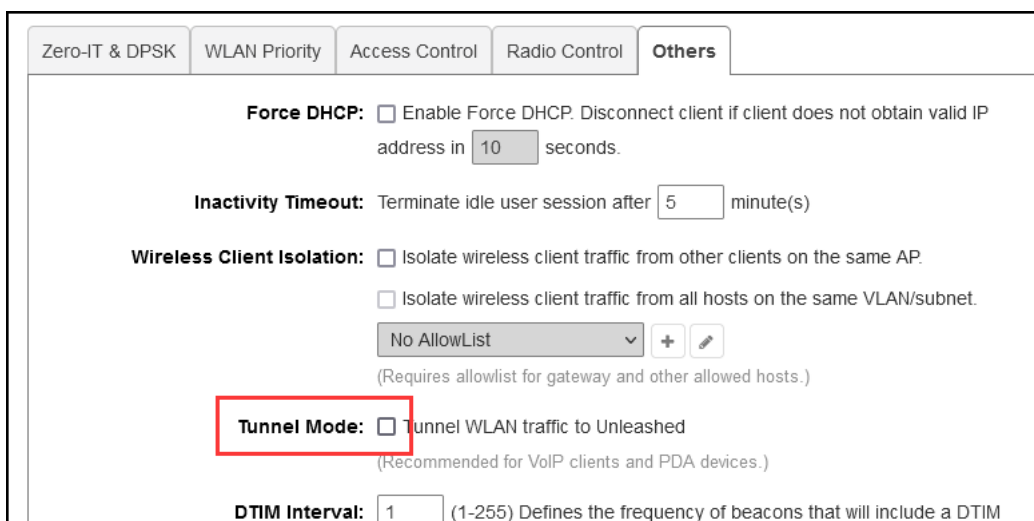 Zero-IT & DPSK WLAN Priority Access Control Radio Control Others
Force DHCP: Enable Force DHCP. Disconnect client if client does not obtain valid IP
address in 10 seconds.
Inactivity Timeout: Terminate idle user session after 5 minute(s)
Wireless Client Isolation: Isolate wireless client traffic from other clients on the same AP.
Isolate wireless client traffic from all hosts on the same VLAN/subnet.
No AllowList
(Requires allowlist for gateway and other allowed hosts.)
Tunnel Mode: Tunnel WLAN traffic to Unleashed
(Recommended for VoIP clients and PDA devices.)
DTIM Interval: 1 (1-255) Defines the frequency of beacons that will include a DTIM